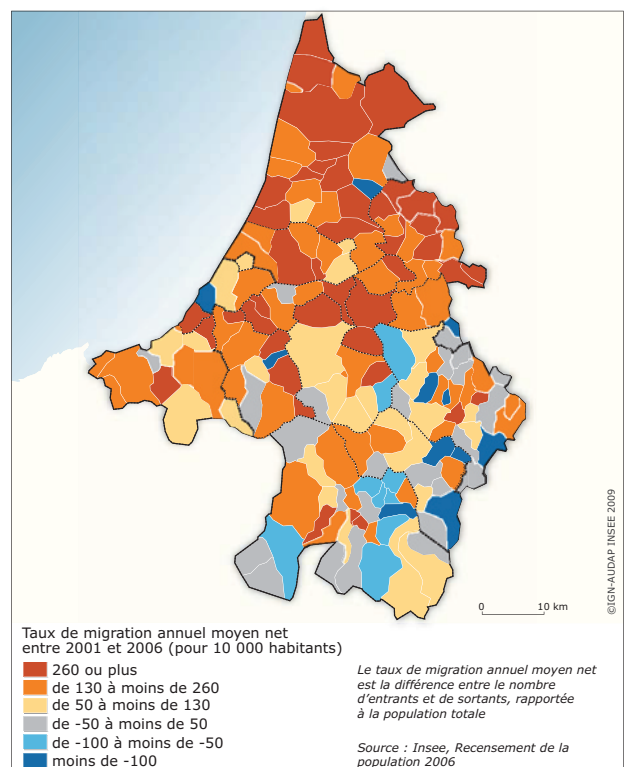 ©IGN-AUDAP INSEE 2009
0 10 km
Taux de migration annuel moyen net
entre 2001 et 2006 (pour 10 000 habitants)
260 ou plus
de 130 à moins de 260
de 50 à moins de 130
de -50 à moins de 50
de -100 à moins de -50
moins de -100
Le taux de migration annuel moyen net
est la différence entre le nombre
d'entrants et de sortants, rapportée
à la population totale
Source : Insee, Recensement de la
population 2006